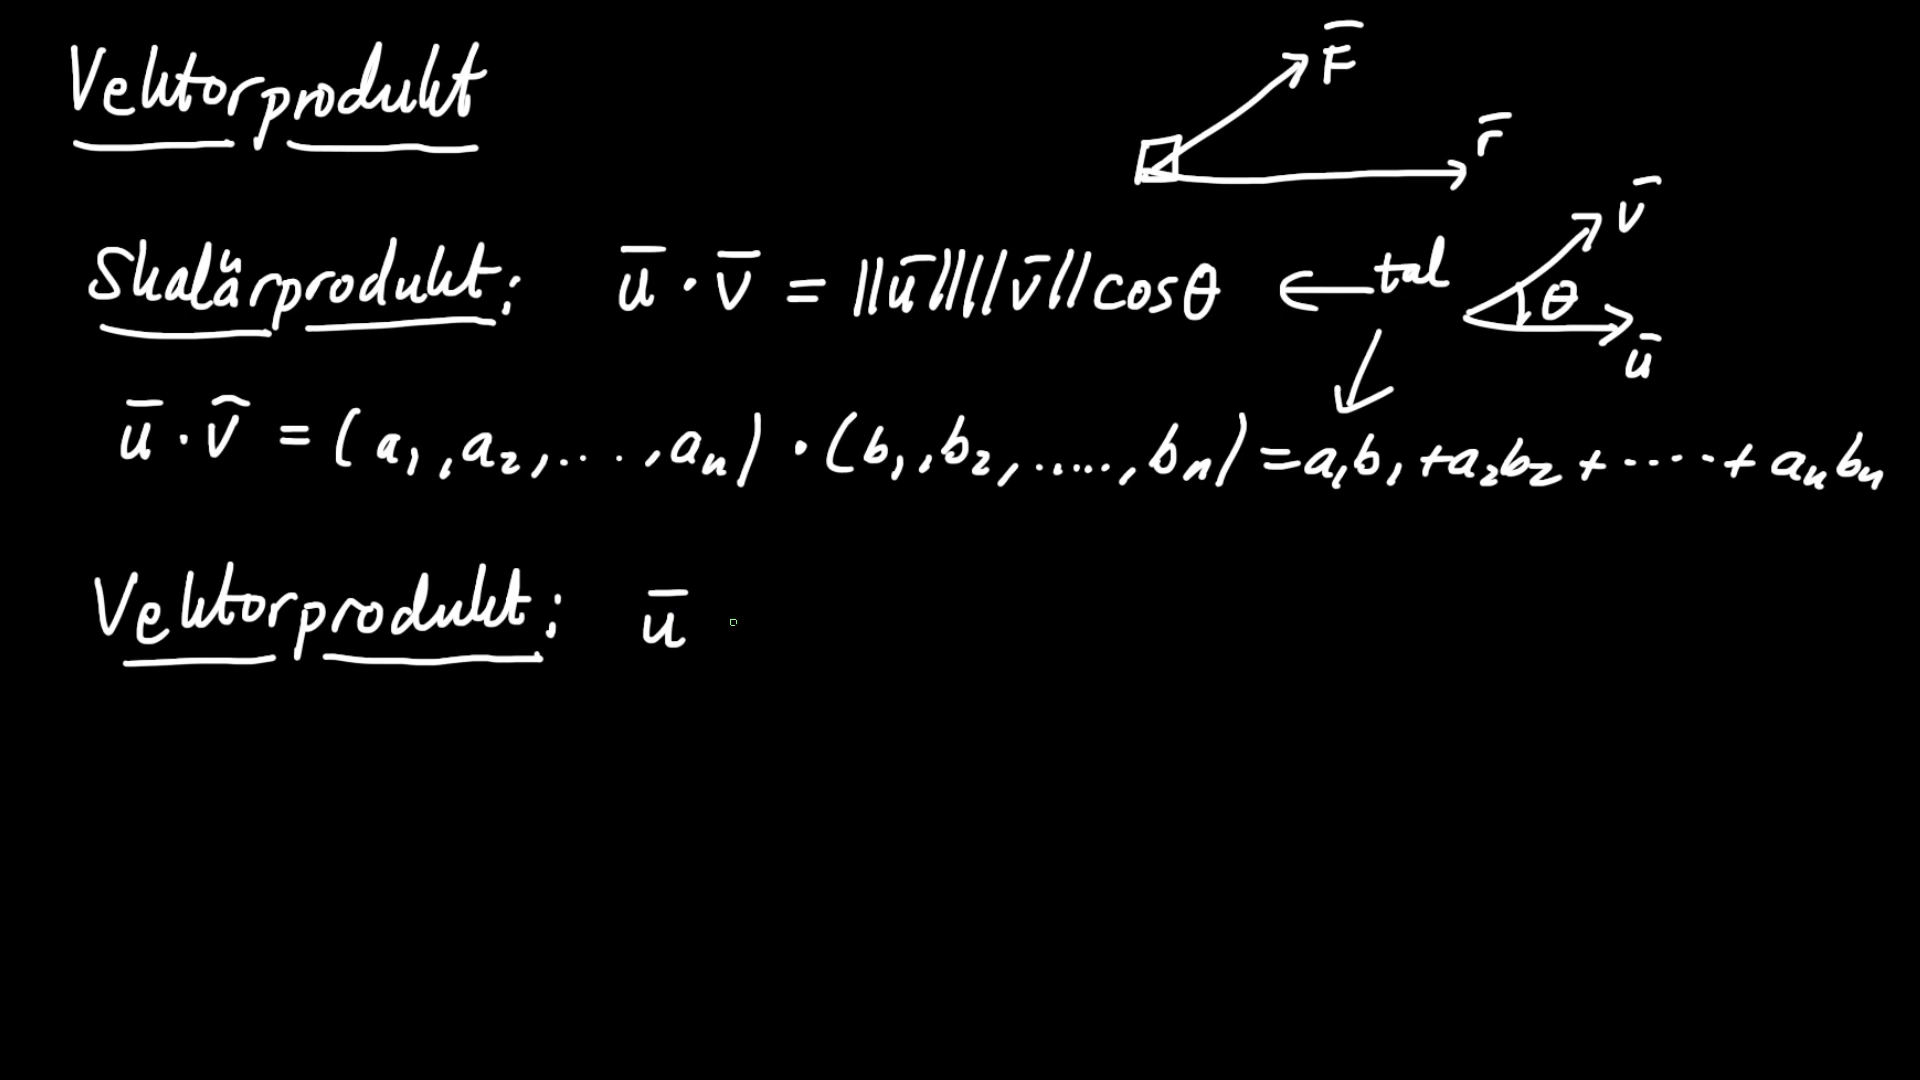 Vektorprodukt
F̅
r̅
Skalärprodukt: u̅ · v̅ = ||u̅|| ||v̅|| cosθ ← tal
v̅
θ
u̅
u̅ · v̅ = (a₁, a₂, ...., aₙ) · (b₁, b₂, ....., bₙ) = a₁b₁ + a₂b₂ + ····· + aₙbₙ
Vektorprodukt: u̅